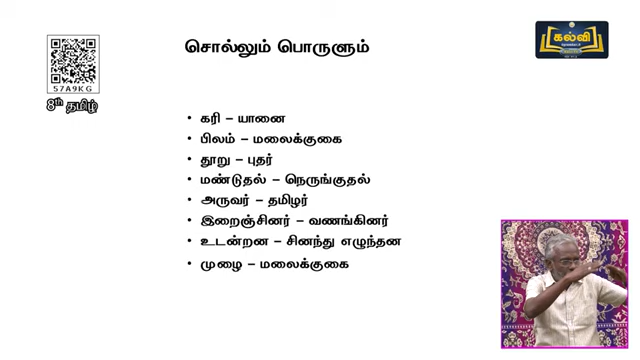 சொல்லும் பொருளும்
கல்வி
57A9KG
8th தமிழ்
• கரி – யானை
• பிலம் – மலைக்குகை
• தூறு – புதர்
• மண்டுதல் – நெருங்குதல்
• அருவர் – தமிழர்
• இறைஞ்சினர் – வணங்கினர்
• உடன்றன – சினந்து எழுந்தன
• முழை – மலைக்குகை